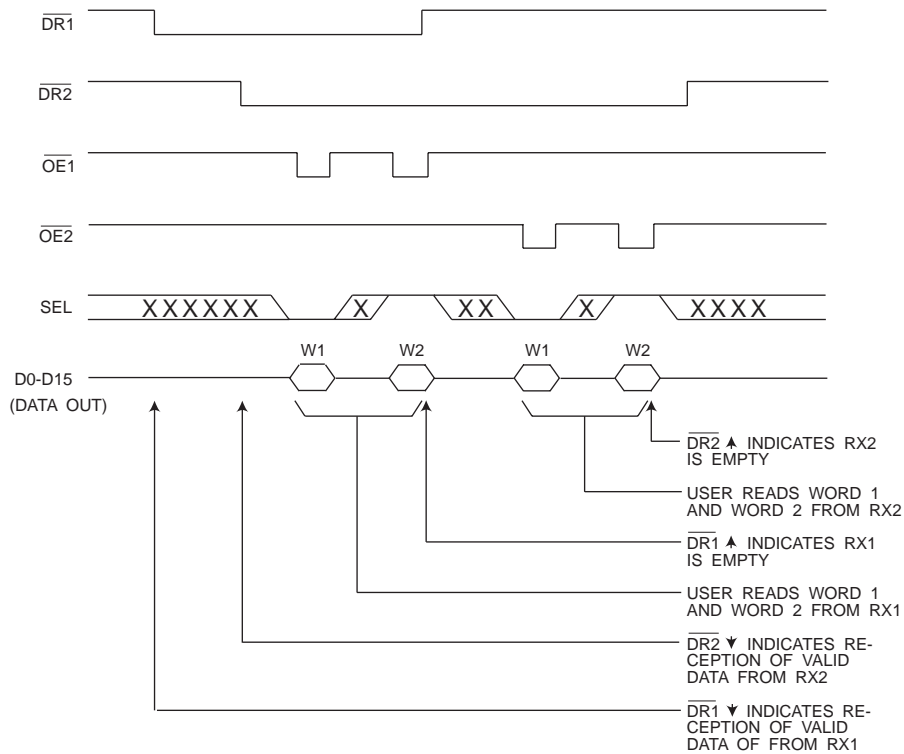 DR1
DR2
OE1
OE2
SEL XXXXXX X XX X XXXX
W1 W2 W1 W2
D0-D15
(DATA OUT)
DR2 INDICATES RX2
IS EMPTY
USER READS WORD 1
AND WORD 2 FROM RX2
DR1 INDICATES RX1
IS EMPTY
USER READS WORD 1
AND WORD 2 FROM RX1
DR2 INDICATES RE-
CEPTION OF VALID
DATA FROM RX2
DR1 INDICATES RE-
CEPTION OF VALID
DATA OF FROM RX1